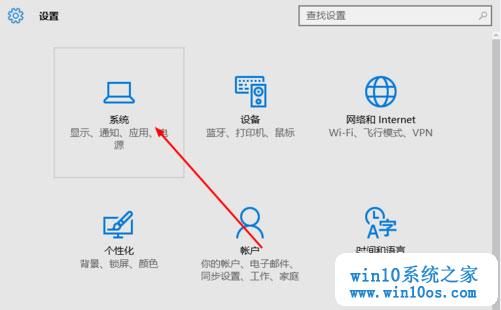 设置
查找设置
系统
显示、通知、应用、电
源
设备
蓝牙、打印机、鼠标
网络和 Internet
Wi-Fi、飞行模式、VPN
个性化
背景、锁屏、颜色
帐户
你的帐户、电子邮件、
同步设置、工作、家庭
时间和语言
win10系统之家
www.win10os.com